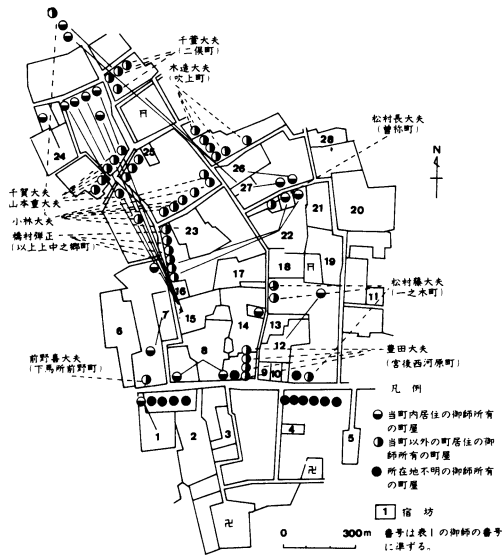 千萱大夫
(二俣町)
木造大夫
(吹上町)
松村長大夫
(曽祢町)
N
24
25
26
27
28
20
21
22
23
千賀大夫
山本重大夫
小林大夫
橋村弾正
(以上上中之郷町)
17
18
19
16
15
14
13
12
11
6
7
8
9
10
松村藤大夫
(一之木町)
前野喜大夫
(下馬所前野町)
豊田大夫
(宮後西河原町)
1
2
3
4
5
卍
卍
凡例
当町内居住の御師所有
の町屋
当町以外の町居住の御
師所有の町屋
所在地不明の御師所有
の町屋
1 宿坊
番号は表1の御師の番号
に準ずる。
0 300m